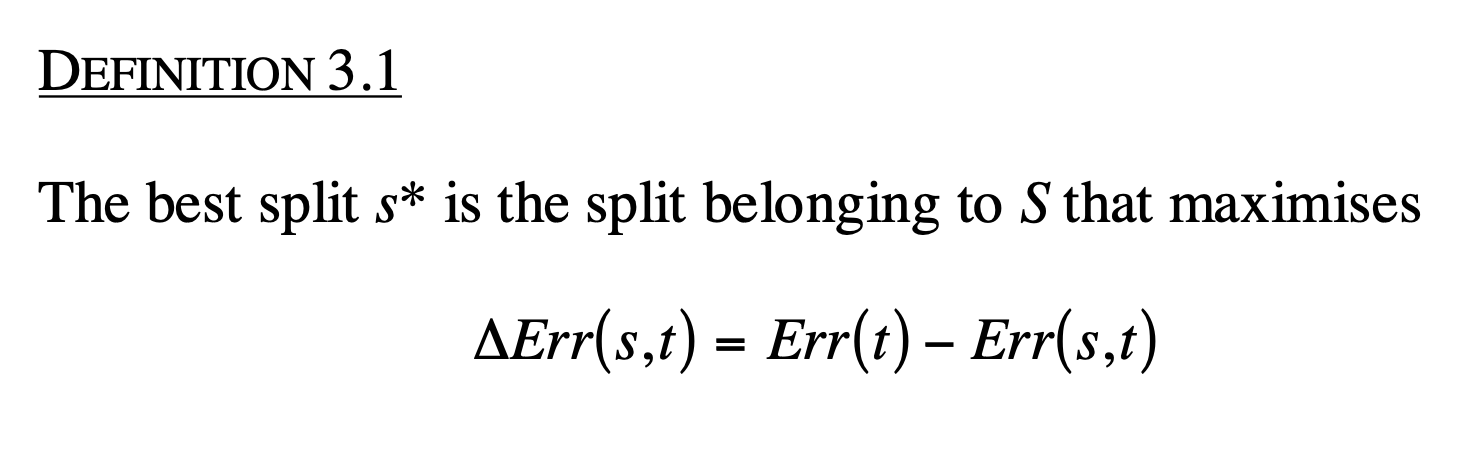 DEFINITION 3.1
The best split s* is the split belonging to S that maximises
ΔErr(s,t) = Err(t) − Err(s,t)